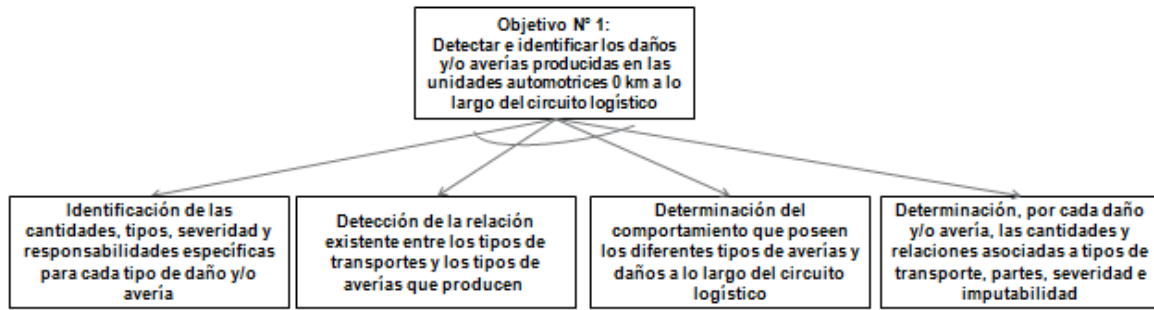 Objetivo Nº 1:
Detectar e identificar los daños
y/o averías producidas en las
unidades automotrices 0 km a lo
largo del circuito logístico
Identificación de las
cantidades, tipos, severidad y
responsabilidades específicas
para cada tipo de daño y/o
avería
Detección de la relación
existente entre los tipos de
transportes y los tipos de
averías que producen
Determinación del
comportamiento que poseen
los diferentes tipos de averías y
daños a lo largo del circuito
logístico
Determinación, por cada daño
y/o avería, las cantidades y
relaciones asociadas a tipos de
transporte, partes, severidad e
imputabilidad